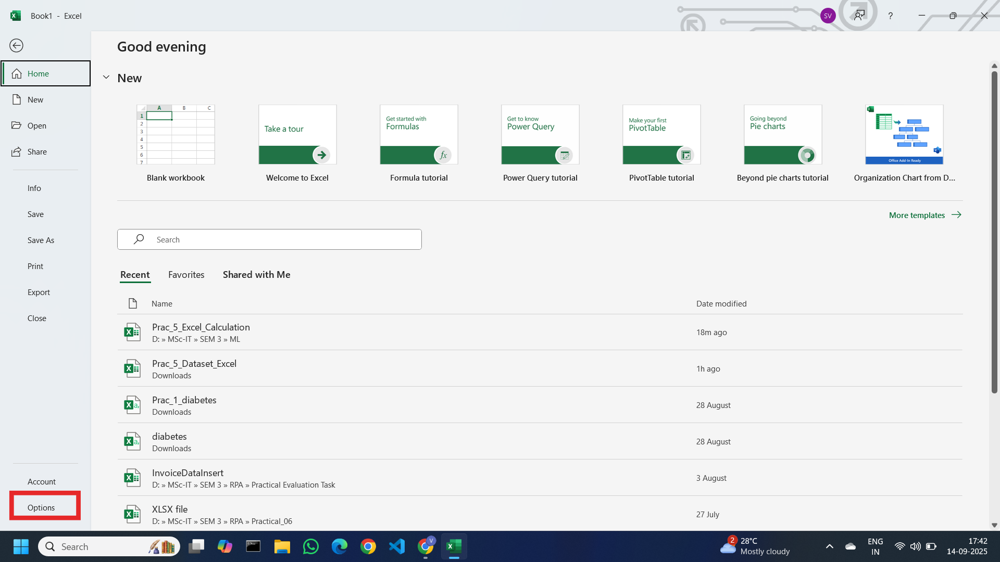 Book1 - Excel
SV
?
Good evening
Home
New
Open
Share
Info
Save
Save As
Print
Export
Close
Account
Options
New
A B C
1
2
3
4
5
6
7
Blank workbook
Take a tour
Welcome to Excel
Get started with
Formulas
fx
Formula tutorial
Get to know
Power Query
Power Query tutorial
Make your first
PivotTable
PivotTable tutorial
Going beyond
Pie charts
Beyond pie charts tutorial
Office Add-In Ready
Organization Chart from D...
More templates
Search
Recent Favorites Shared with Me
Name Date modified
Prac_5_Excel_Calculation
D: » MSc-IT » SEM 3 » ML
18m ago
Prac_5_Dataset_Excel
Downloads
1h ago
Prac_1_diabetes
Downloads
28 August
diabetes
Downloads
28 August
InvoiceDataInsert
D: » MSc-IT » SEM 3 » RPA » Practical Evaluation Task
3 August
XLSX file
D: » MSc-IT » SEM 3 » RPA » Practical_06
27 July
Search
V
2
28°C
Mostly cloudy
ENG
IN
17:42
14-09-2025